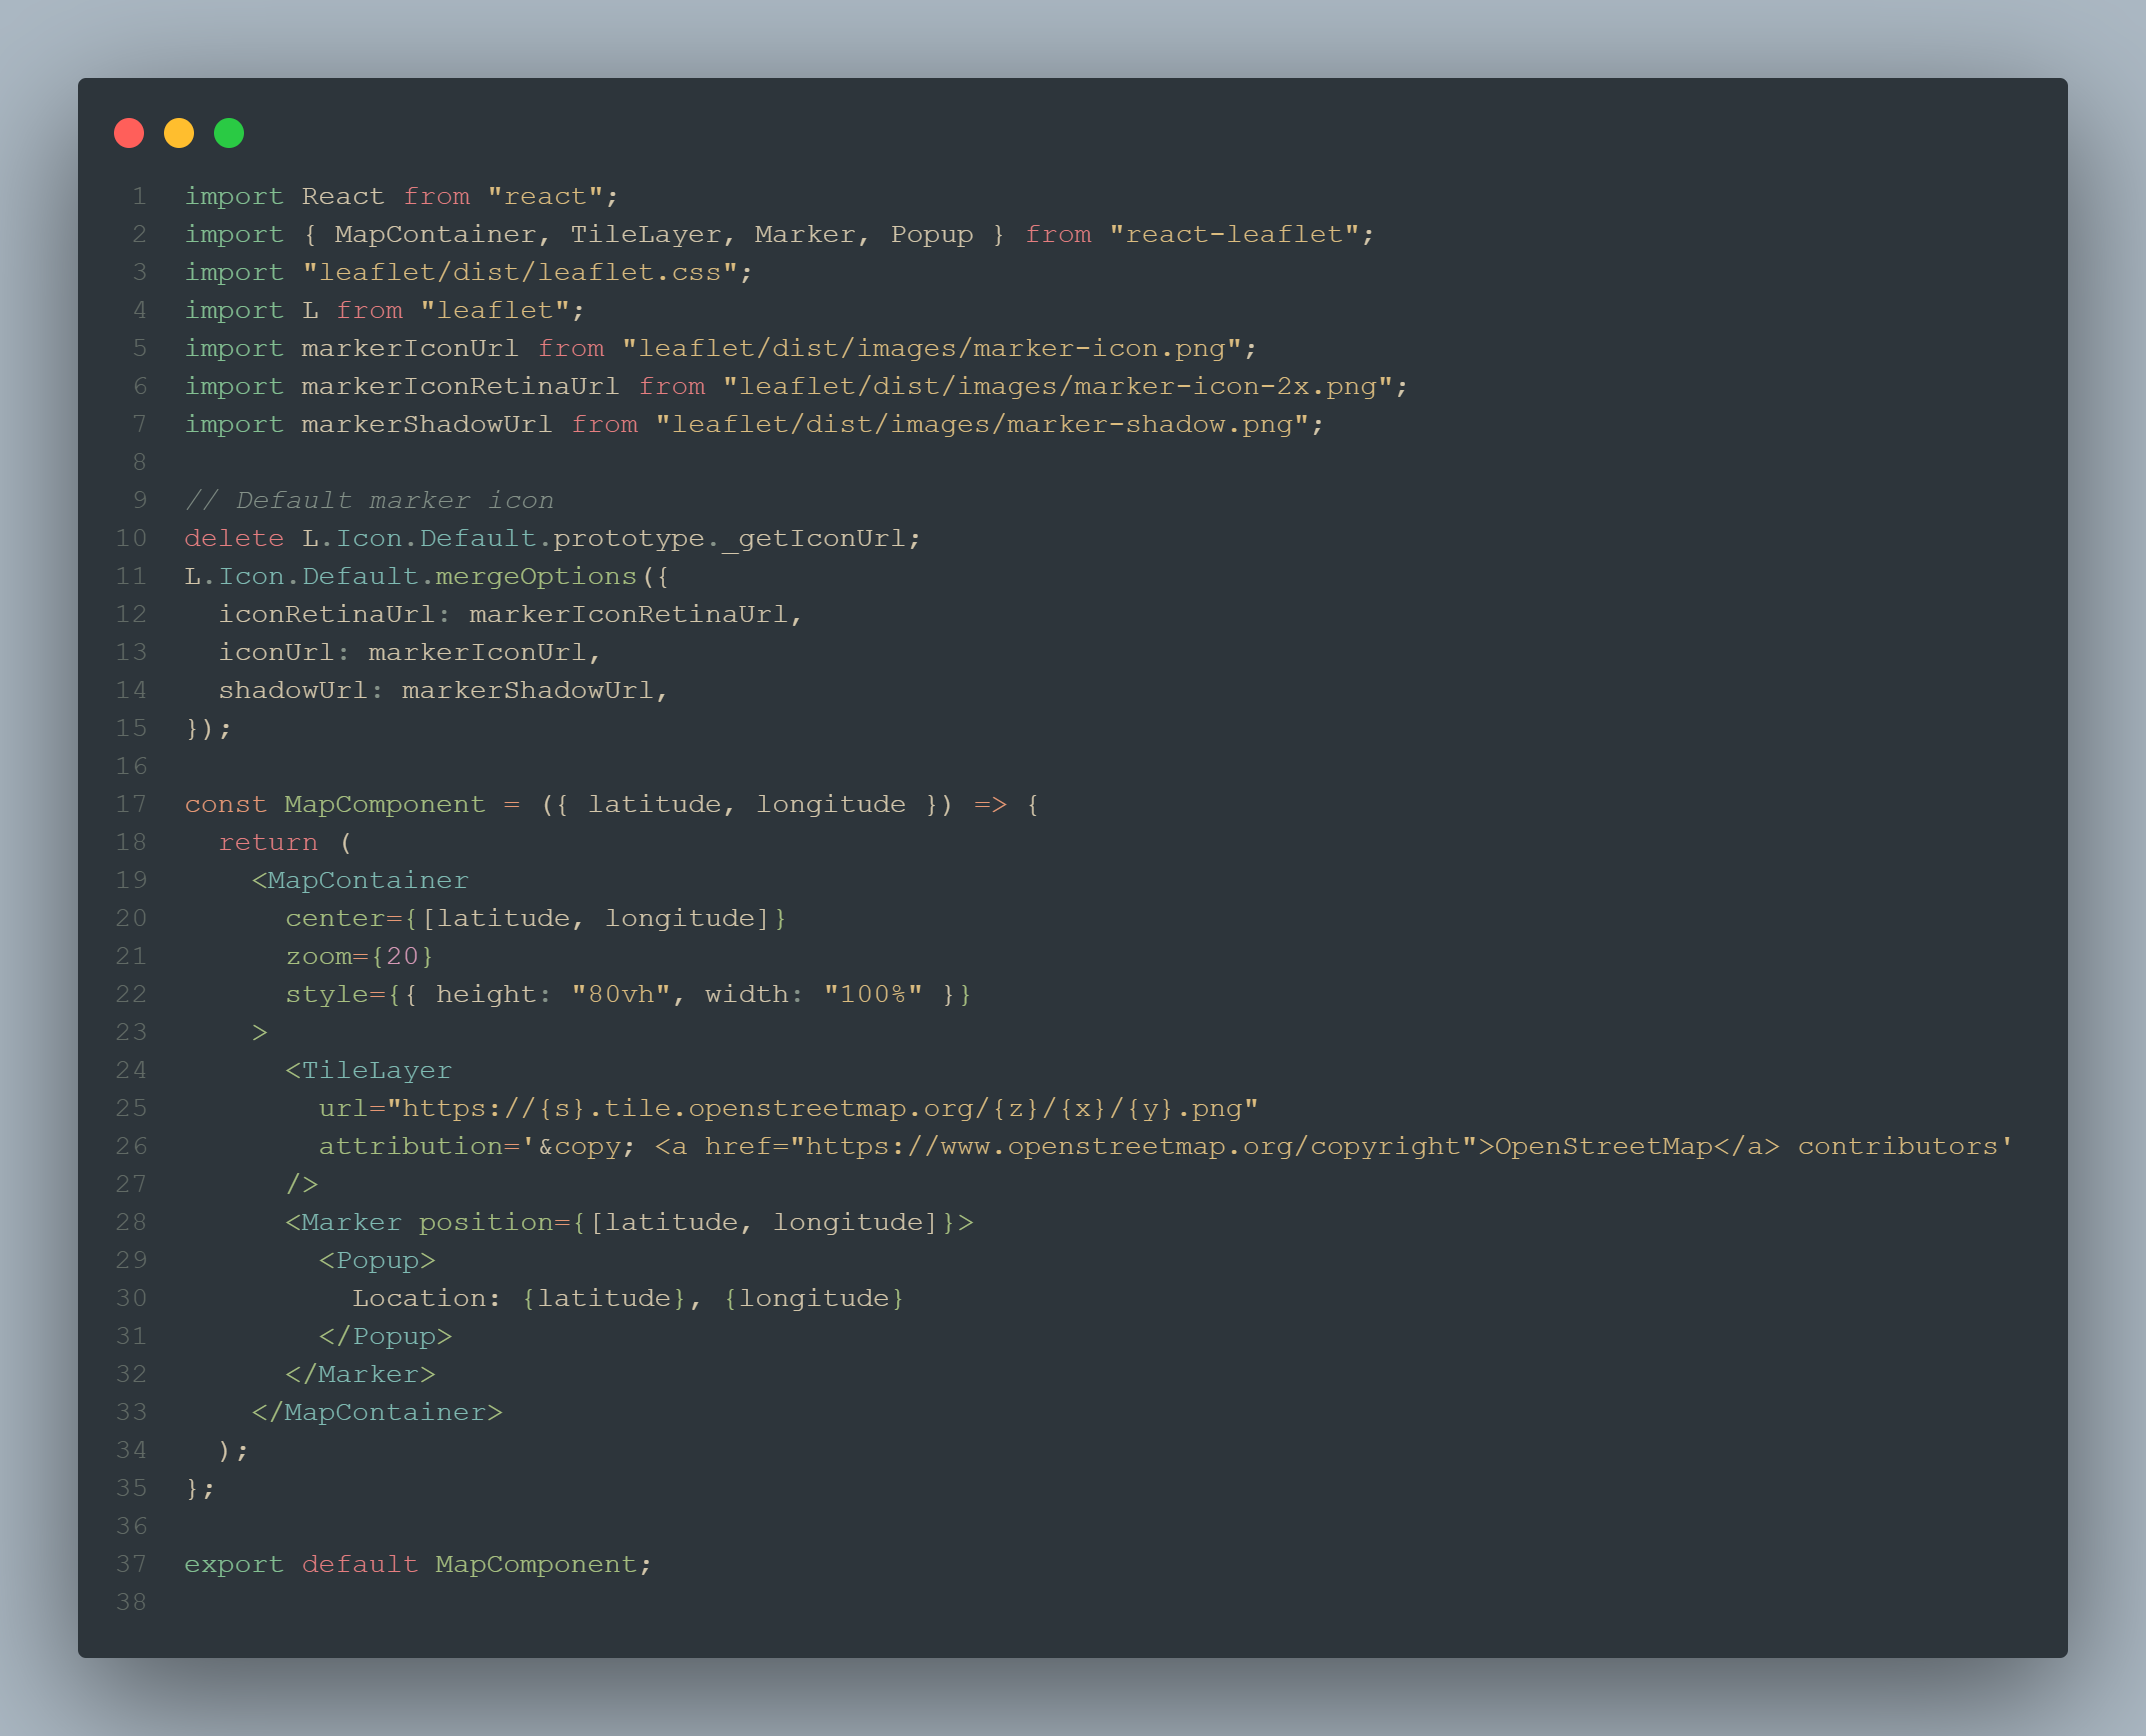 1 import React from "react";
2 import { MapContainer, TileLayer, Marker, Popup } from "react-leaflet";
3 import "leaflet/dist/leaflet.css";
4 import L from "leaflet";
5 import markerIconUrl from "leaflet/dist/images/marker-icon.png";
6 import markerIconRetinaUrl from "leaflet/dist/images/marker-icon-2x.png";
7 import markerShadowUrl from "leaflet/dist/images/marker-shadow.png";
8
9 // Default marker icon
10 delete L.Icon.Default.prototype._getIconUrl;
11 L.Icon.Default.mergeOptions({
12   iconRetinaUrl: markerIconRetinaUrl,
13   iconUrl: markerIconUrl,
14   shadowUrl: markerShadowUrl,
15 });
16
17 const MapComponent = ({ latitude, longitude }) => {
18   return (
19     <MapContainer
20       center={[latitude, longitude]}
21       zoom={20}
22       style={{ height: "80vh", width: "100%" }}
23     >
24       <TileLayer
25         url="https://{s}.tile.openstreetmap.org/{z}/{x}/{y}.png"
26         attribution='&copy; <a href="https://www.openstreetmap.org/copyright">OpenStreetMap</a> contributors'
27       />
28       <Marker position={[latitude, longitude]}>
29         <Popup>
30           Location: {latitude}, {longitude}
31         </Popup>
32       </Marker>
33     </MapContainer>
34   );
35 };
36
37 export default MapComponent;
38